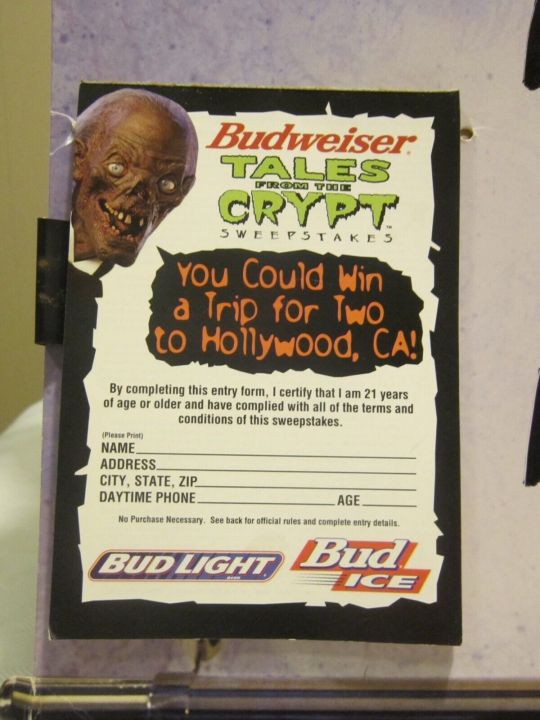 Budweiser
TALES
FROM THE
CRYPT™
SWEEPSTAKES
You Could Win
a Trip for Two
to Hollywood, CA!
By completing this entry form, I certify that I am 21 years
of age or older and have complied with all of the terms and
conditions of this sweepstakes.
(Please Print)
NAME
ADDRESS
CITY, STATE, ZIP
DAYTIME PHONE AGE
No Purchase Necessary. See back for official rules and complete entry details.
BUD LIGHT
Bud
ICE